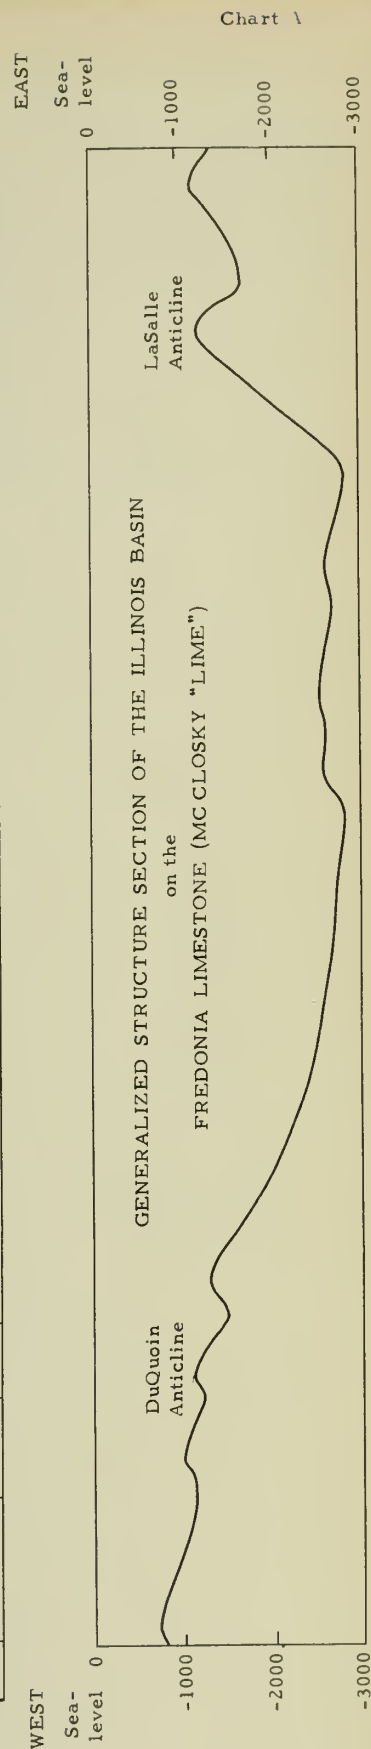 Chart 1
WEST
EAST
Sea-
level
Sea-
level
0
-1000
-2000
-3000
0
-1000
-2000
-3000
DuQuoin
Anticline
LaSalle
Anticline
GENERALIZED STRUCTURE SECTION OF THE ILLINOIS BASIN
on the
FREDONIA LIMESTONE (MC CLOSKY "LIME")